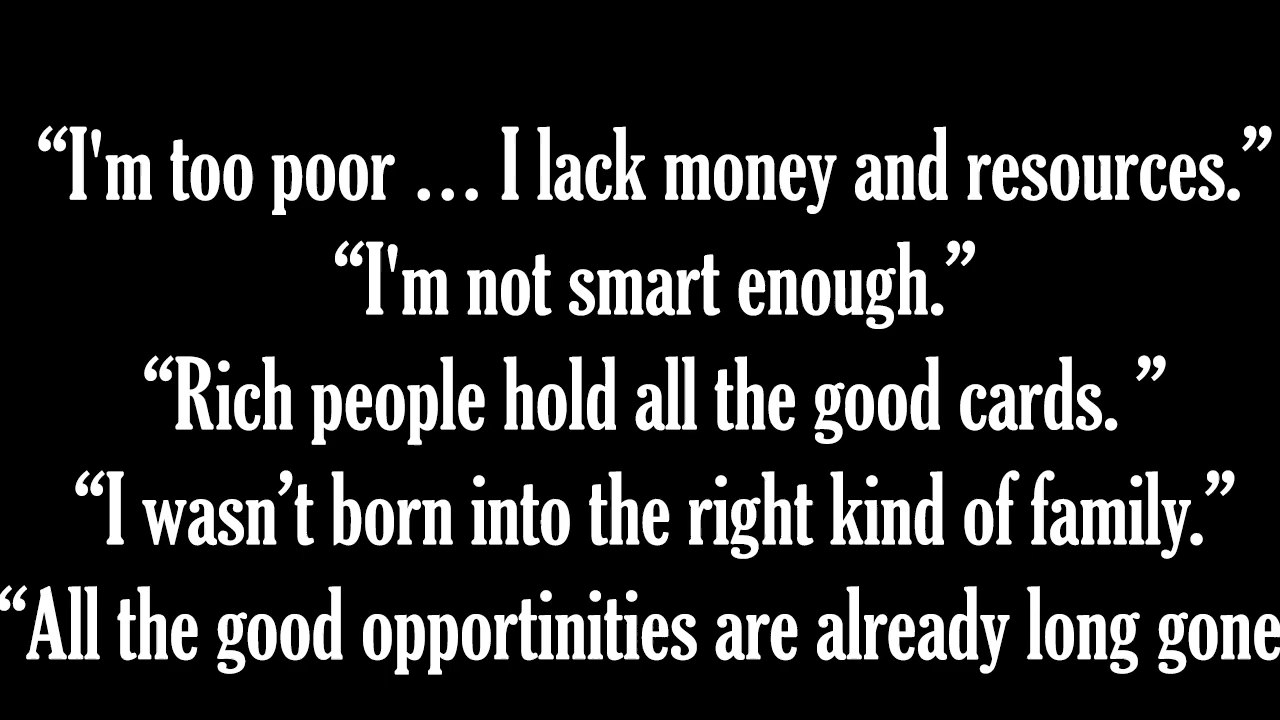 “I'm too poor … I lack money and resources.”
“I'm not smart enough.”
“Rich people hold all the good cards. ”
“I wasn’t born into the right kind of family.”
“All the good opportinities are already long gone